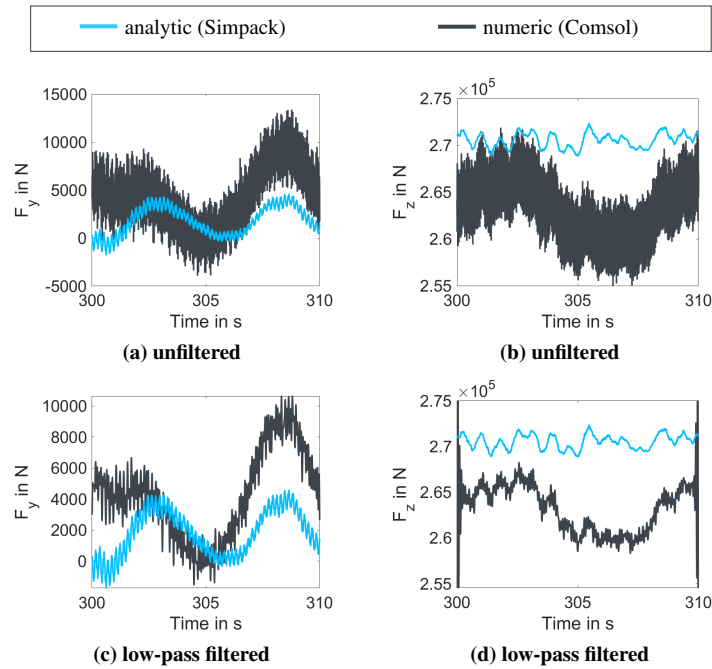 analytic (Simpack) numeric (Comsol)
15000
10000
5000
0
-5000
F_y in N
300 305 310
Time in s
(a) unfiltered
× 10^5
2.75
2.7
2.65
2.6
2.55
F_z in N
300 305 310
Time in s
(b) unfiltered
10000
8000
6000
4000
2000
0
F_y in N
300 305 310
Time in s
(c) low-pass filtered
× 10^5
2.75
2.7
2.65
2.6
2.55
F_z in N
300 305 310
Time in s
(d) low-pass filtered